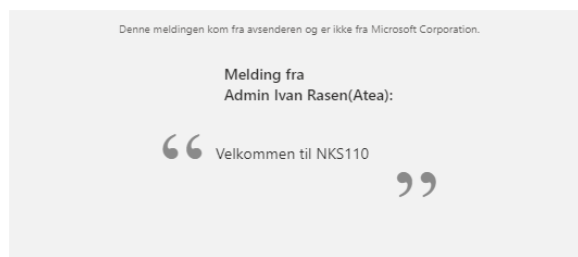 Denne meldingen kom fra avsenderen og er ikke fra Microsoft Corporation.
Melding fra
Admin Ivan Rasen(Atea):
“ Velkommen til NKS110 ”